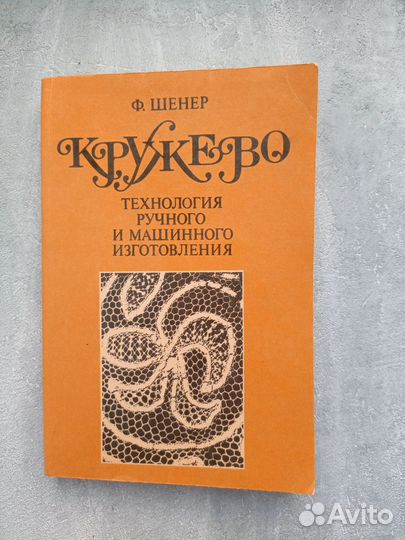 Ф. ШЕНЕР
КРУЖЕВО
ТЕХНОЛОГИЯ
РУЧНОГО
И МАШИННОГО
ИЗГОТОВЛЕНИЯ
Avito